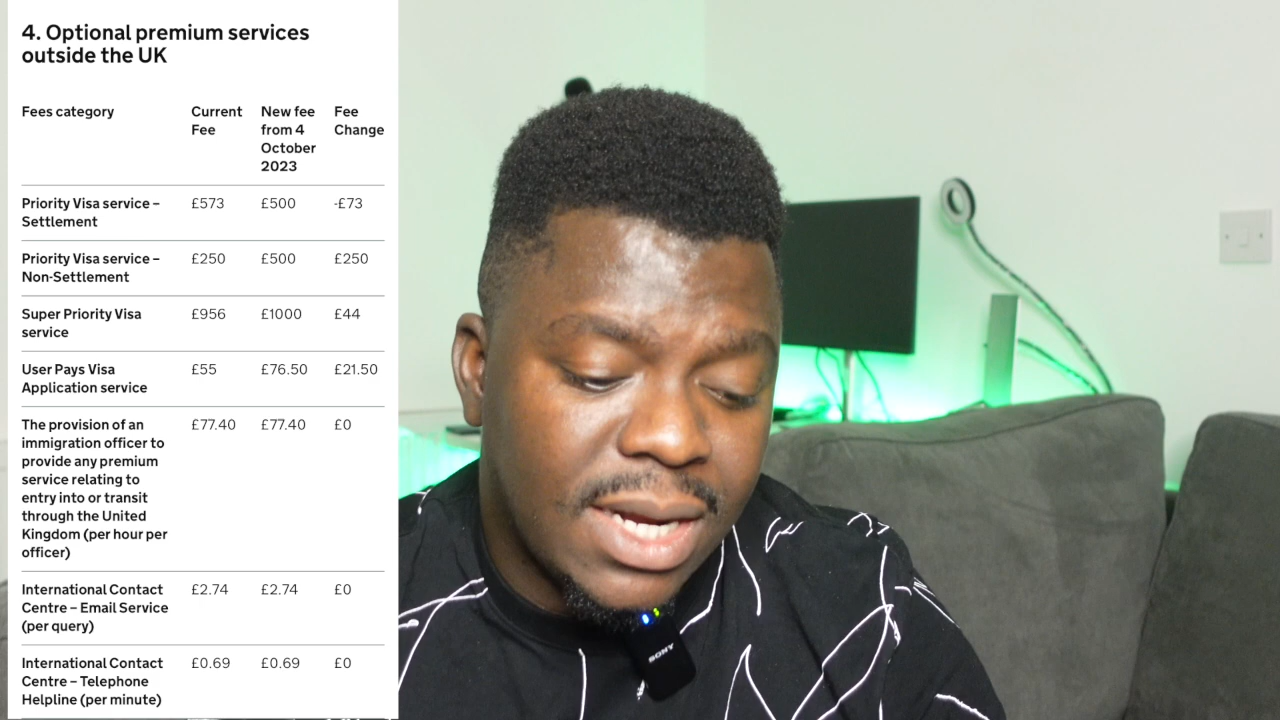 4. Optional premium services
outside the UK
Fees category
Current
Fee
New fee
from 4
October
2023
Fee
Change
Priority Visa service –
Settlement
£573
£500
-£73
Priority Visa service –
Non-Settlement
£250
£500
£250
Super Priority Visa
service
£956
£1000
£44
User Pays Visa
Application service
£55
£76.50
£21.50
The provision of an
immigration officer to
provide any premium
service relating to
entry into or transit
through the United
Kingdom (per hour per
officer)
£77.40
£77.40
£0
International Contact
Centre – Email Service
(per query)
£2.74
£2.74
£0
International Contact
Centre – Telephone
Helpline (per minute)
£0.69
£0.69
£0
SONY